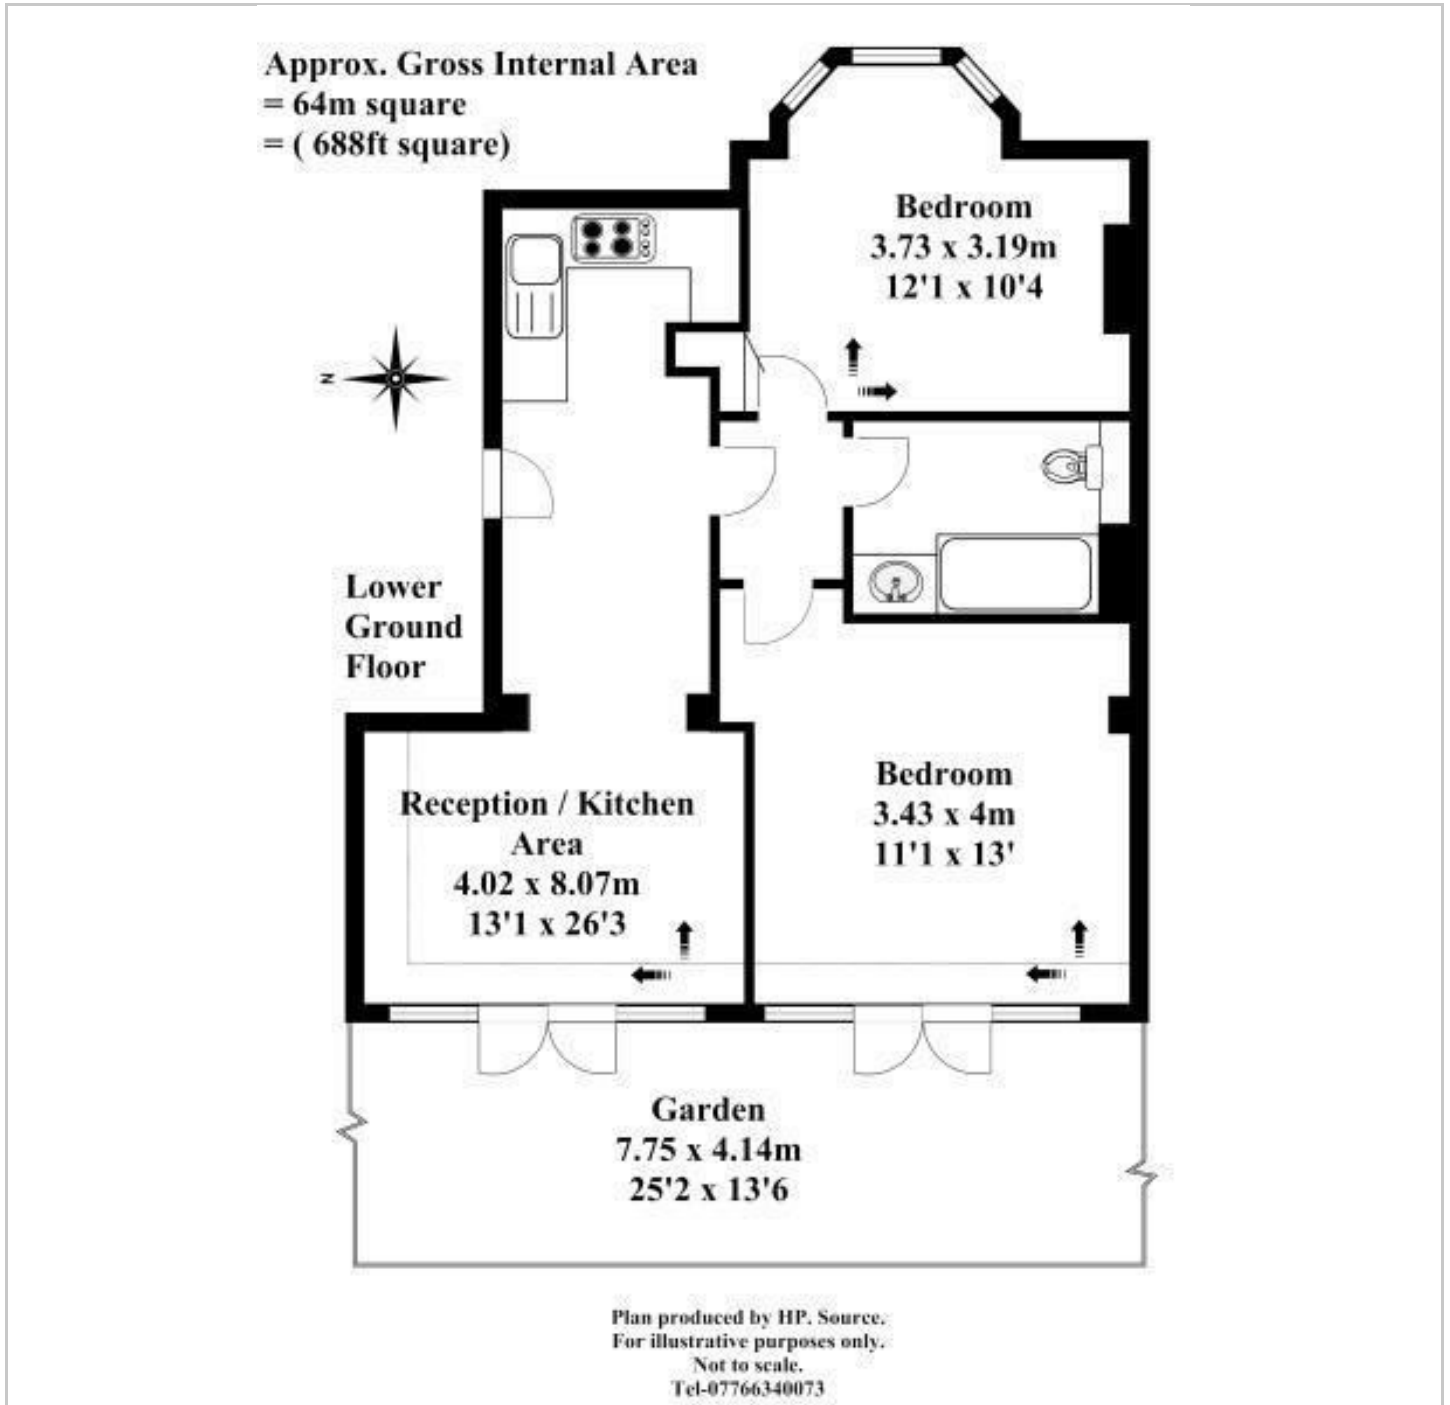 Approx. Gross Internal Area
= 64m square
= ( 688ft square)
Bedroom
3.73 x 3.19m
12'1 x 10'4
N
Lower
Ground
Floor
Reception / Kitchen
Area
4.02 x 8.07m
13'1 x 26'3
Bedroom
3.43 x 4m
11'1 x 13'
Garden
7.75 x 4.14m
25'2 x 13'6
Plan produced by HP. Source.
For illustrative purposes only.
Not to scale.
Tel-07766340073